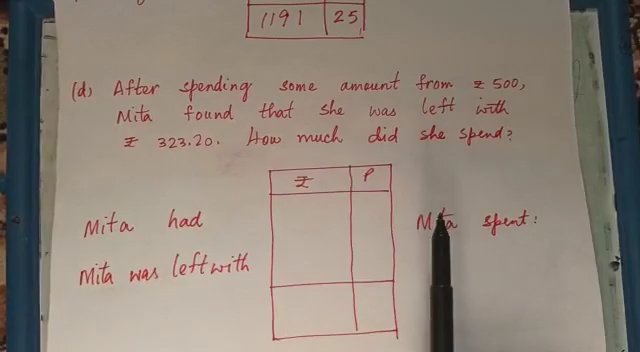 1191 25
(d) After spending some amount from ₹ 500,
Mita found that she was left with
₹ 323.20. How much did she spend?
₹ P
Mita had
Mita spent:
Mita was left with